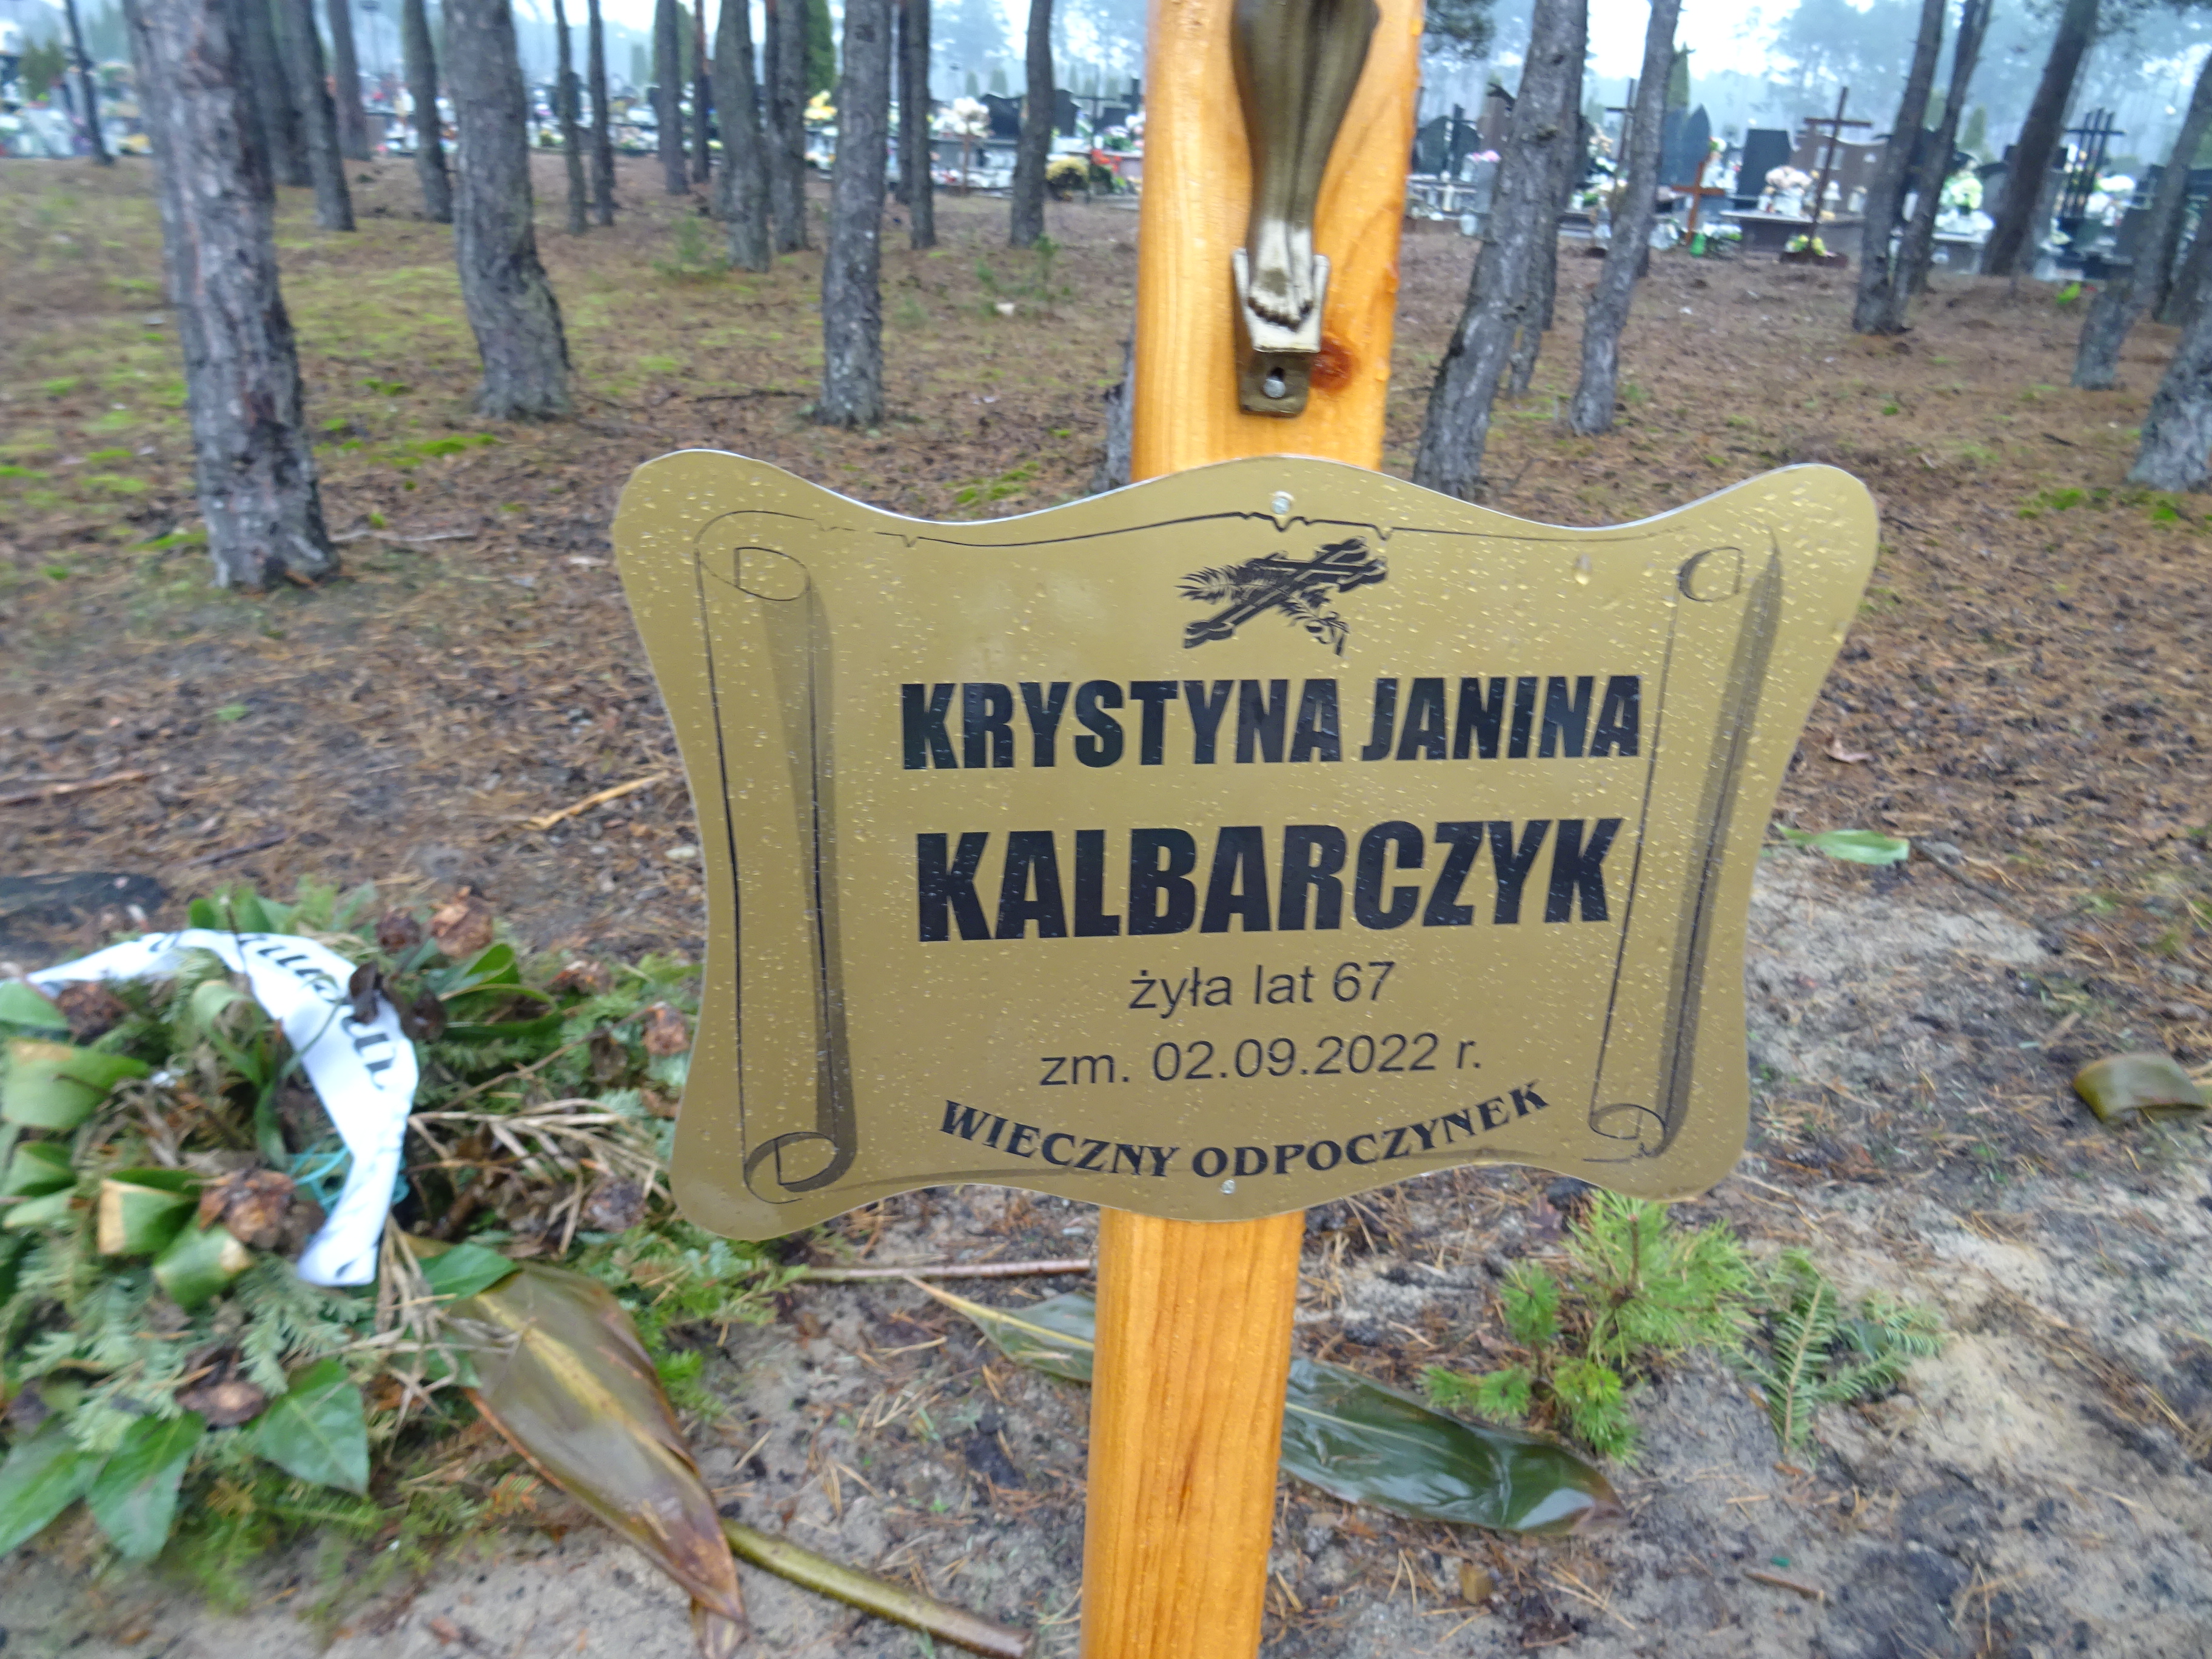 KRYSTYNA JANINA
KALBARCZYK
żyła lat 67
zm. 02.09.2022 r.
WIECZNY ODPOCZYNEK